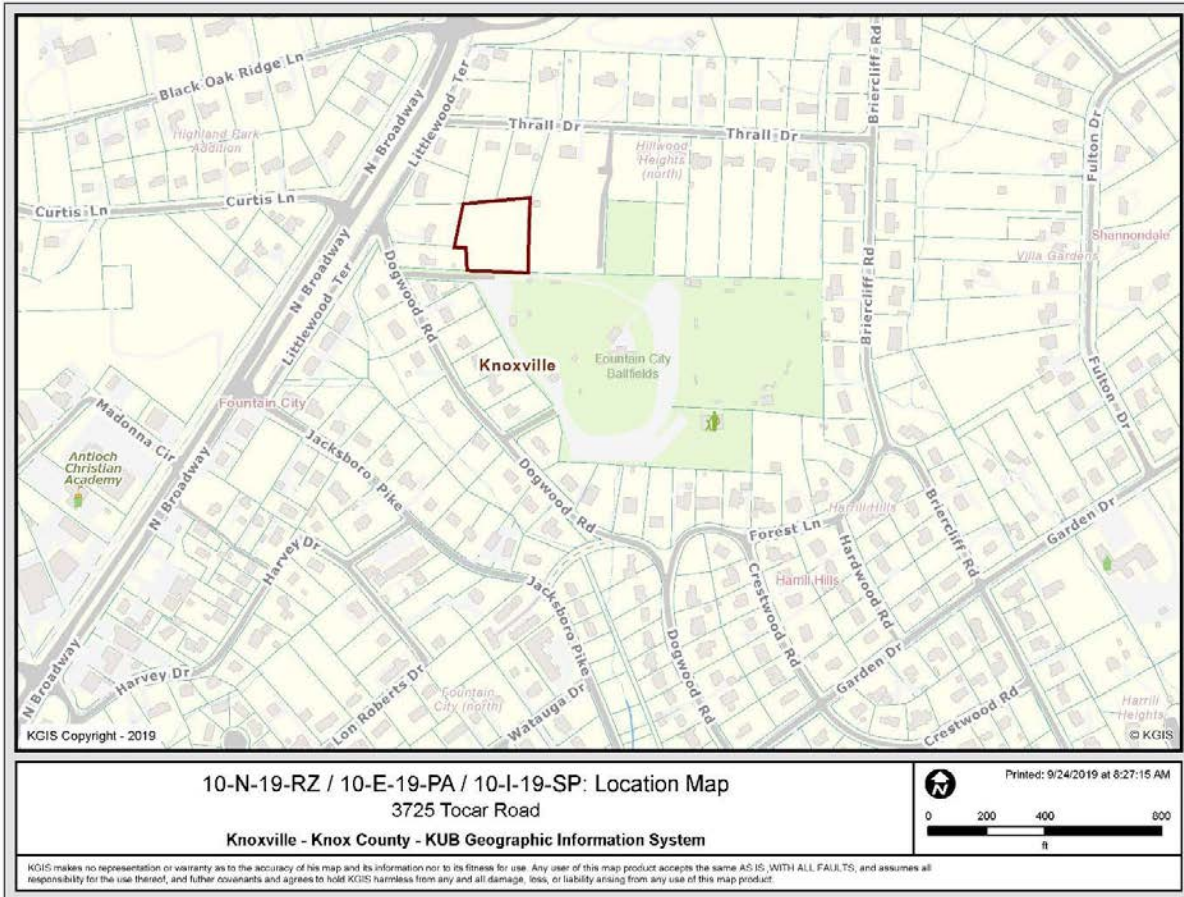 Black Oak Ridge Ln
Highland Park
Addition
N Broadway
Littlewood Ter
Thrall Dr
Thrall Dr
Hillwood
Heights
(north)
Briercliff Rd
Fulton Dr
Curtis Ln
Curtis Ln
Shannondale
Villa Gardens
N Broadway
Littlewood Ter
Dogwood Rd
Briercliff Rd
Knoxville
Fountain City
Ballfields
Fulton Dr
Fountain City
Madonna Cir
Antioch
Christian
Academy
Jacksboro Pike
N Broadway
Dogwood Rd
Harrill Hills
Forest Ln
Briercliff Rd
Garden Dr
Harvey Dr
Hardwood Rd
Crestwood Rd
Harrill Hills
Jacksboro Pike
Dogwood Rd
Garden Dr
N Broadway
Harvey Dr
Lon Roberts Dr
Fountain
City (north)
Watauga Dr
Crestwood Rd
Harrill
Heights
KGIS Copyright - 2019
© KGIS
10-N-19-RZ / 10-E-19-PA / 10-I-19-SP: Location Map
3725 Tocar Road
Knoxville - Knox County - KUB Geographic Information System
N
Printed: 9/24/2019 at 8:27:15 AM
0 200 400 800
ft
KGIS makes no representation or warranty as to the accuracy of his map and its information nor to its fitness for use. Any user of this map product accepts the same AS IS ,WITH ALL FAULTS, and assumes all
responsibility for the use thereof, and futher covenants and agrees to hold KGIS harmless from any and all damage, loss, or liability arising from any use of this map product.